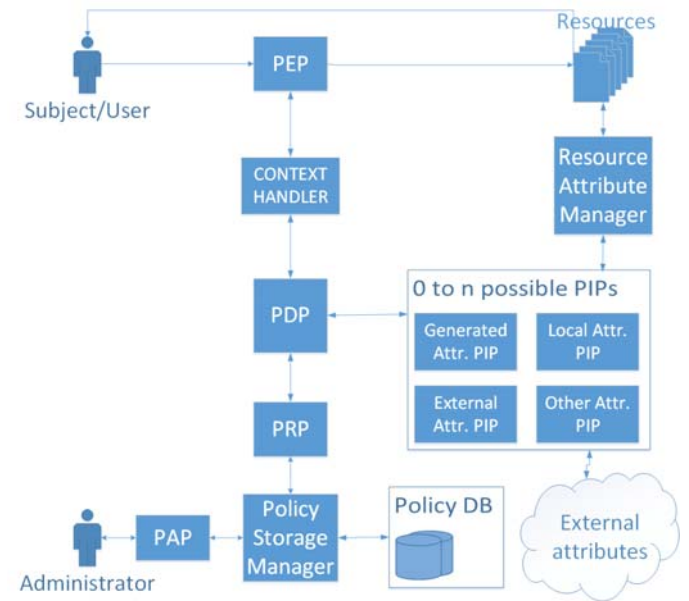 Resources
PEP
Subject/User
CONTEXT
HANDLER
Resource
Attribute
Manager
0 to n possible PIPs
PDP
Generated
Attr. PIP
Local Attr.
PIP
External
Attr. PIP
Other Attr.
PIP
PRP
Policy
Storage
Manager
Policy DB
PAP
External
attributes
Administrator